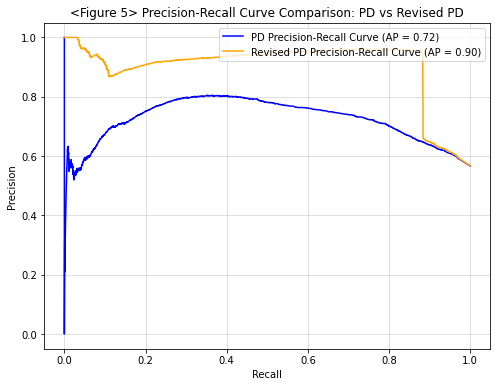 <Figure 5> Precision-Recall Curve Comparison: PD vs Revised PD
PD Precision-Recall Curve (AP = 0.72)
Revised PD Precision-Recall Curve (AP = 0.90)
Precision
1.0
0.8
0.6
0.4
0.2
0.0
0.0 0.2 0.4 0.6 0.8 1.0
Recall